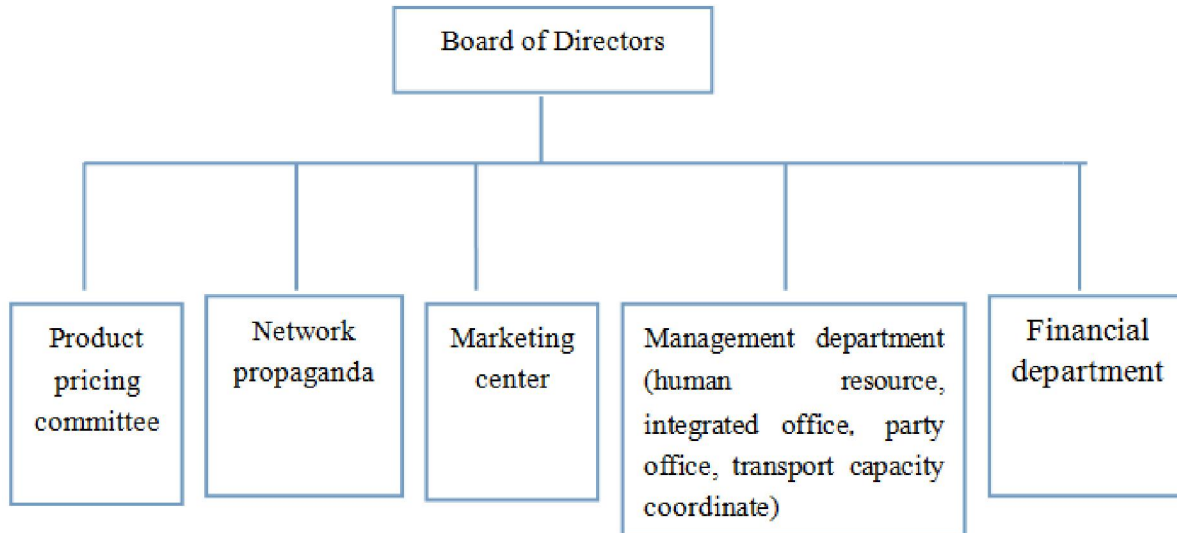 Board of Directors
Product
pricing
committee
Network
propaganda
Marketing
center
Management department
(human resource,
integrated office, party
office, transport capacity
coordinate)
Financial
department